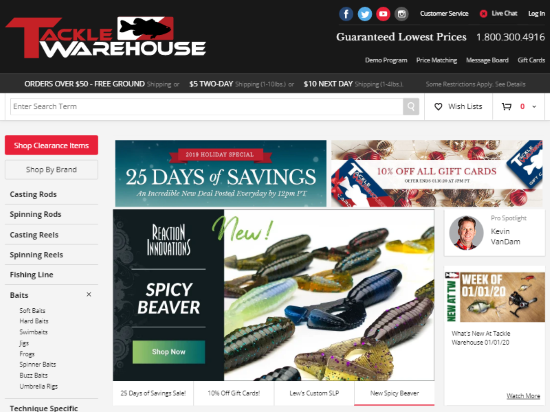 TACKLE
WAREHOUSE
Customer Service
Live Chat
Log In
Guaranteed Lowest Prices 1.800.300.4916
Demo Program
Price Matching
Message Board
Gift Cards
ORDERS OVER $50 - FREE GROUND Shipping or $5 TWO-DAY Shipping (1-10lbs.) or $10 NEXT DAY Shipping (1-4lbs.).
Some Restrictions Apply. See Details
Enter Search Term
Wish Lists
0
Shop Clearance Items
Shop By Brand
Casting Rods
Spinning Rods
Casting Reels
Spinning Reels
Fishing Line
Baits
Soft Baits
Hard Baits
Swimbaits
Jigs
Frogs
Spinner Baits
Buzz Baits
Umbrella Rigs
Technique Specific
2019 HOLIDAY SPECIAL
25 DAYS OF SAVINGS
An Incredible New Deal Posted Everyday by 12pm PT.
10% OFF ALL GIFT CARDS
REACTION
INNOVATIONS
New!
SPICY
BEAVER
Shop Now
25 Days of Savings Sale!
10% Off Gift Cards!
Lew's Custom SLP
New Spicy Beaver
Pro Spotlight
Kevin
VanDam
NEW AT TW
WEEK OF
01/01/20
What's New At Tackle
Warehouse 01/01/20
Watch More